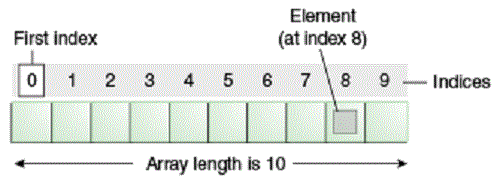 Element
(at index 8)
First index
0 1 2 3 4 5 6 7 8 9
Indices
Array length is 10